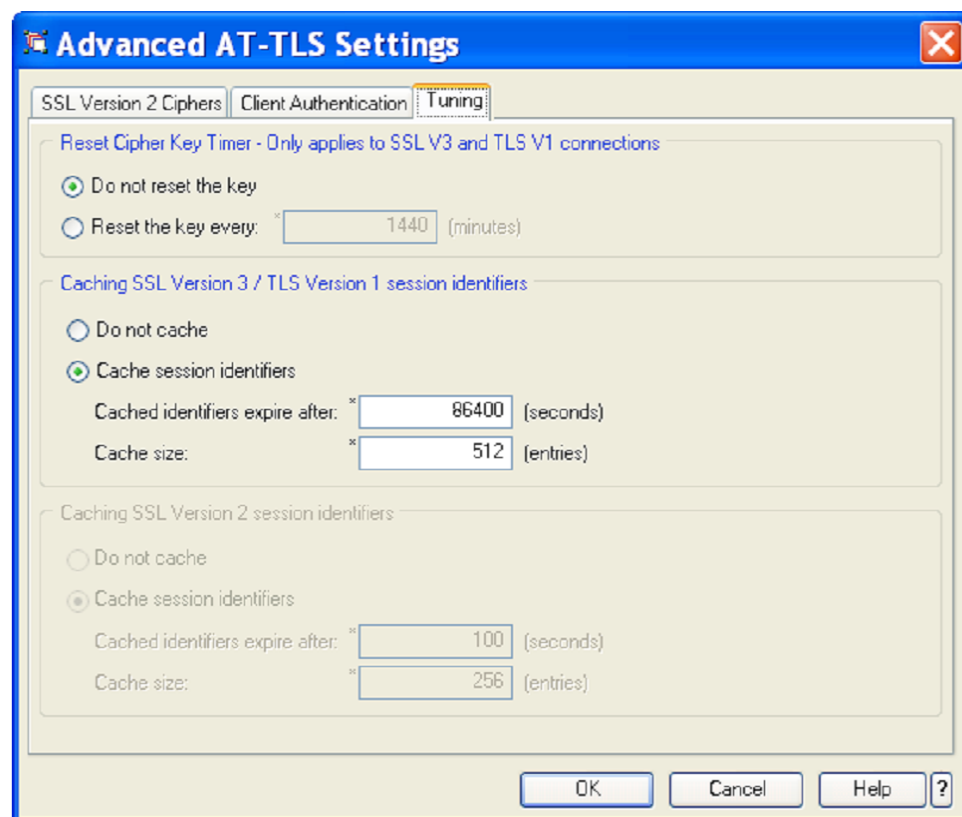 Advanced AT-TLS Settings
SSL Version 2 Ciphers Client Authentication Tuning
Reset Cipher Key Timer - Only applies to SSL V3 and TLS V1 connections
Do not reset the key
Reset the key every: * 1440 (minutes)
Caching SSL Version 3 / TLS Version 1 session identifiers
Do not cache
Cache session identifiers
Cached identifiers expire after: * 86400 (seconds)
Cache size: * 512 (entries)
Caching SSL Version 2 session identifiers
Do not cache
Cache session identifiers
Cached identifiers expire after: * 100 (seconds)
Cache size: * 256 (entries)
OK Cancel Help ?